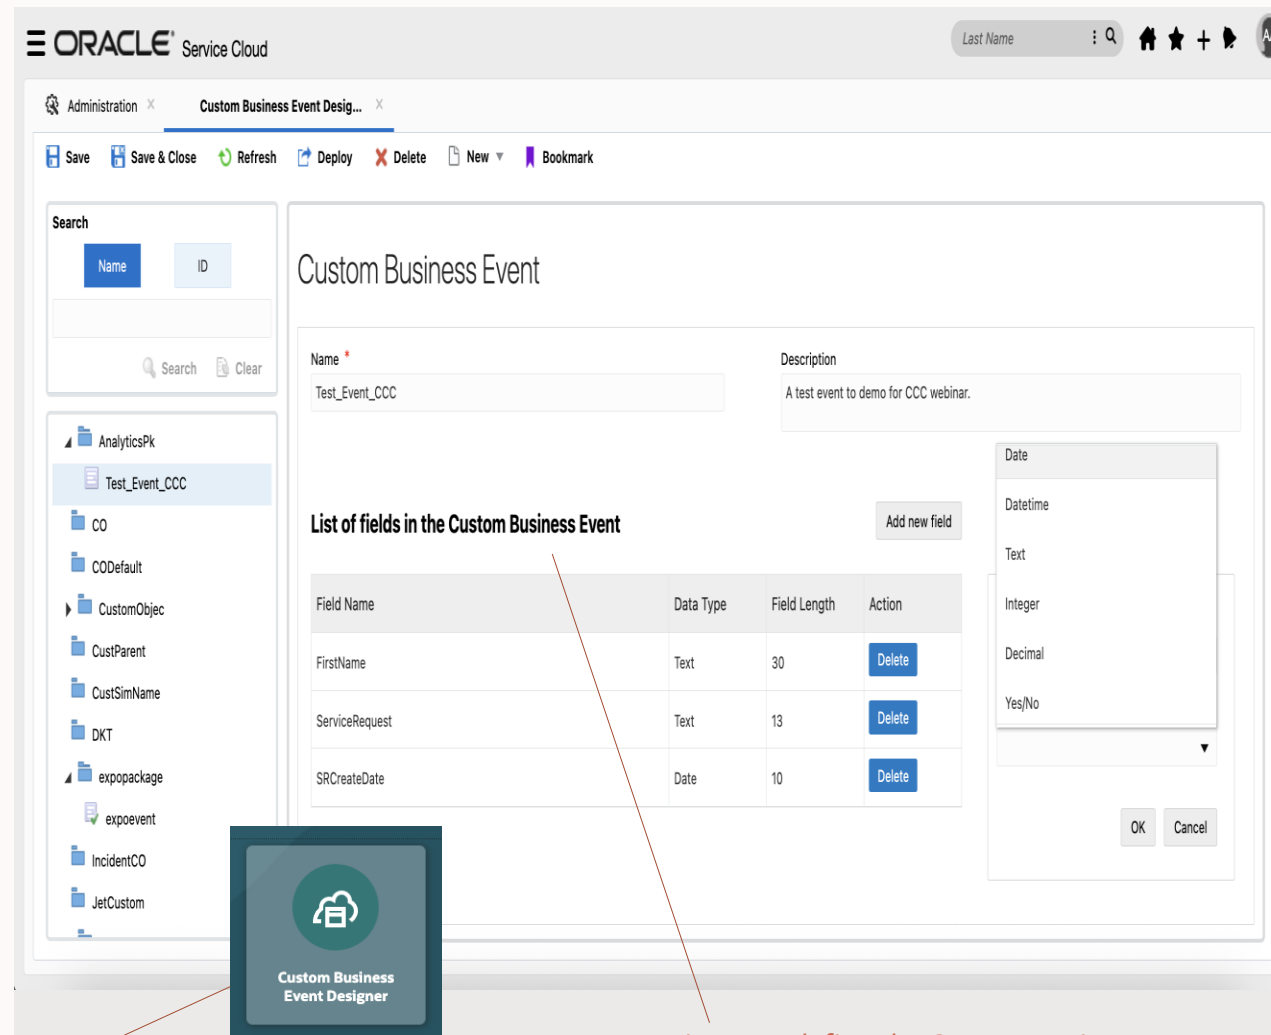 ORACLE Service Cloud
Last Name
Administration X
Custom Business Event Desig... X
Save Save & Close Refresh Deploy Delete New Bookmark
Search
Name ID
Search Clear
AnalyticsPk
Test_Event_CCC
CO
CODefault
CustomObjec
CustParent
CustSimName
DKT
expopackage
expoevent
IncidentCO
JetCustom
Custom Business Event
Name *
Test_Event_CCC
Description
A test event to demo for CCC webinar.
List of fields in the Custom Business Event
Add new field
Field Name Data Type Field Length Action
FirstName Text 30 Delete
ServiceRequest Text 13 Delete
SRCreateDate Date 10 Delete
Date
Datetime
Text
Integer
Decimal
Yes/No
OK Cancel
Custom Business
Event Designer